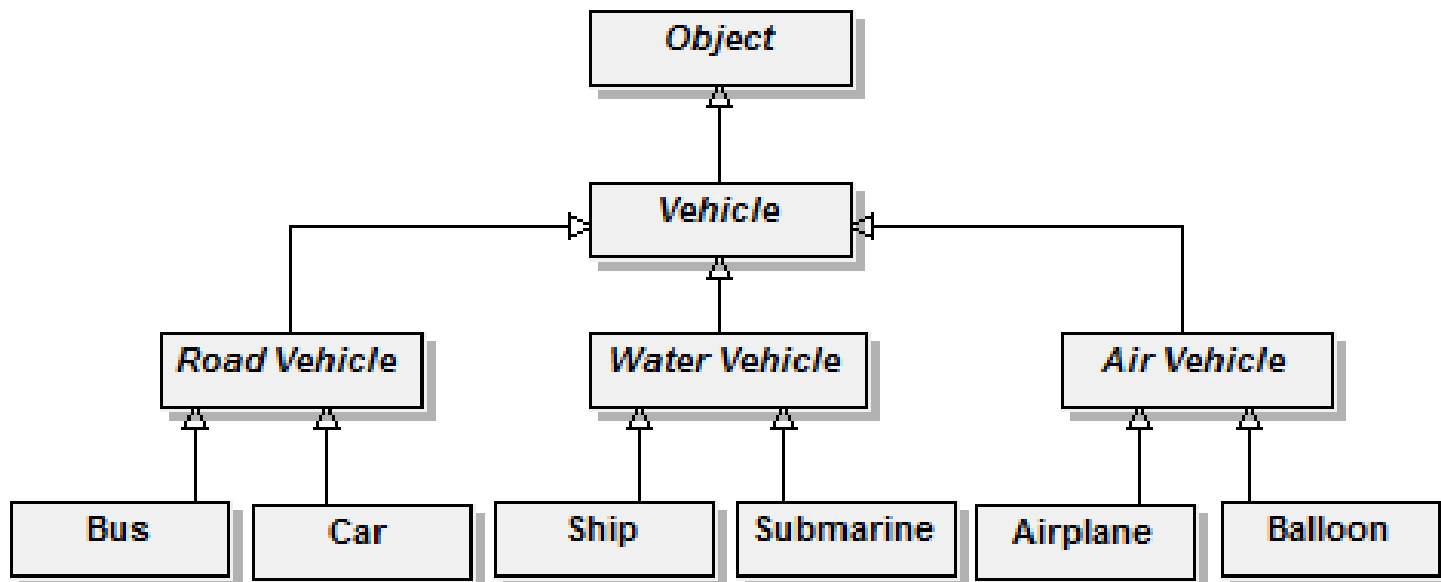 Object
Vehicle
Road Vehicle
Water Vehicle
Air Vehicle
Bus
Car
Ship
Submarine
Airplane
Balloon